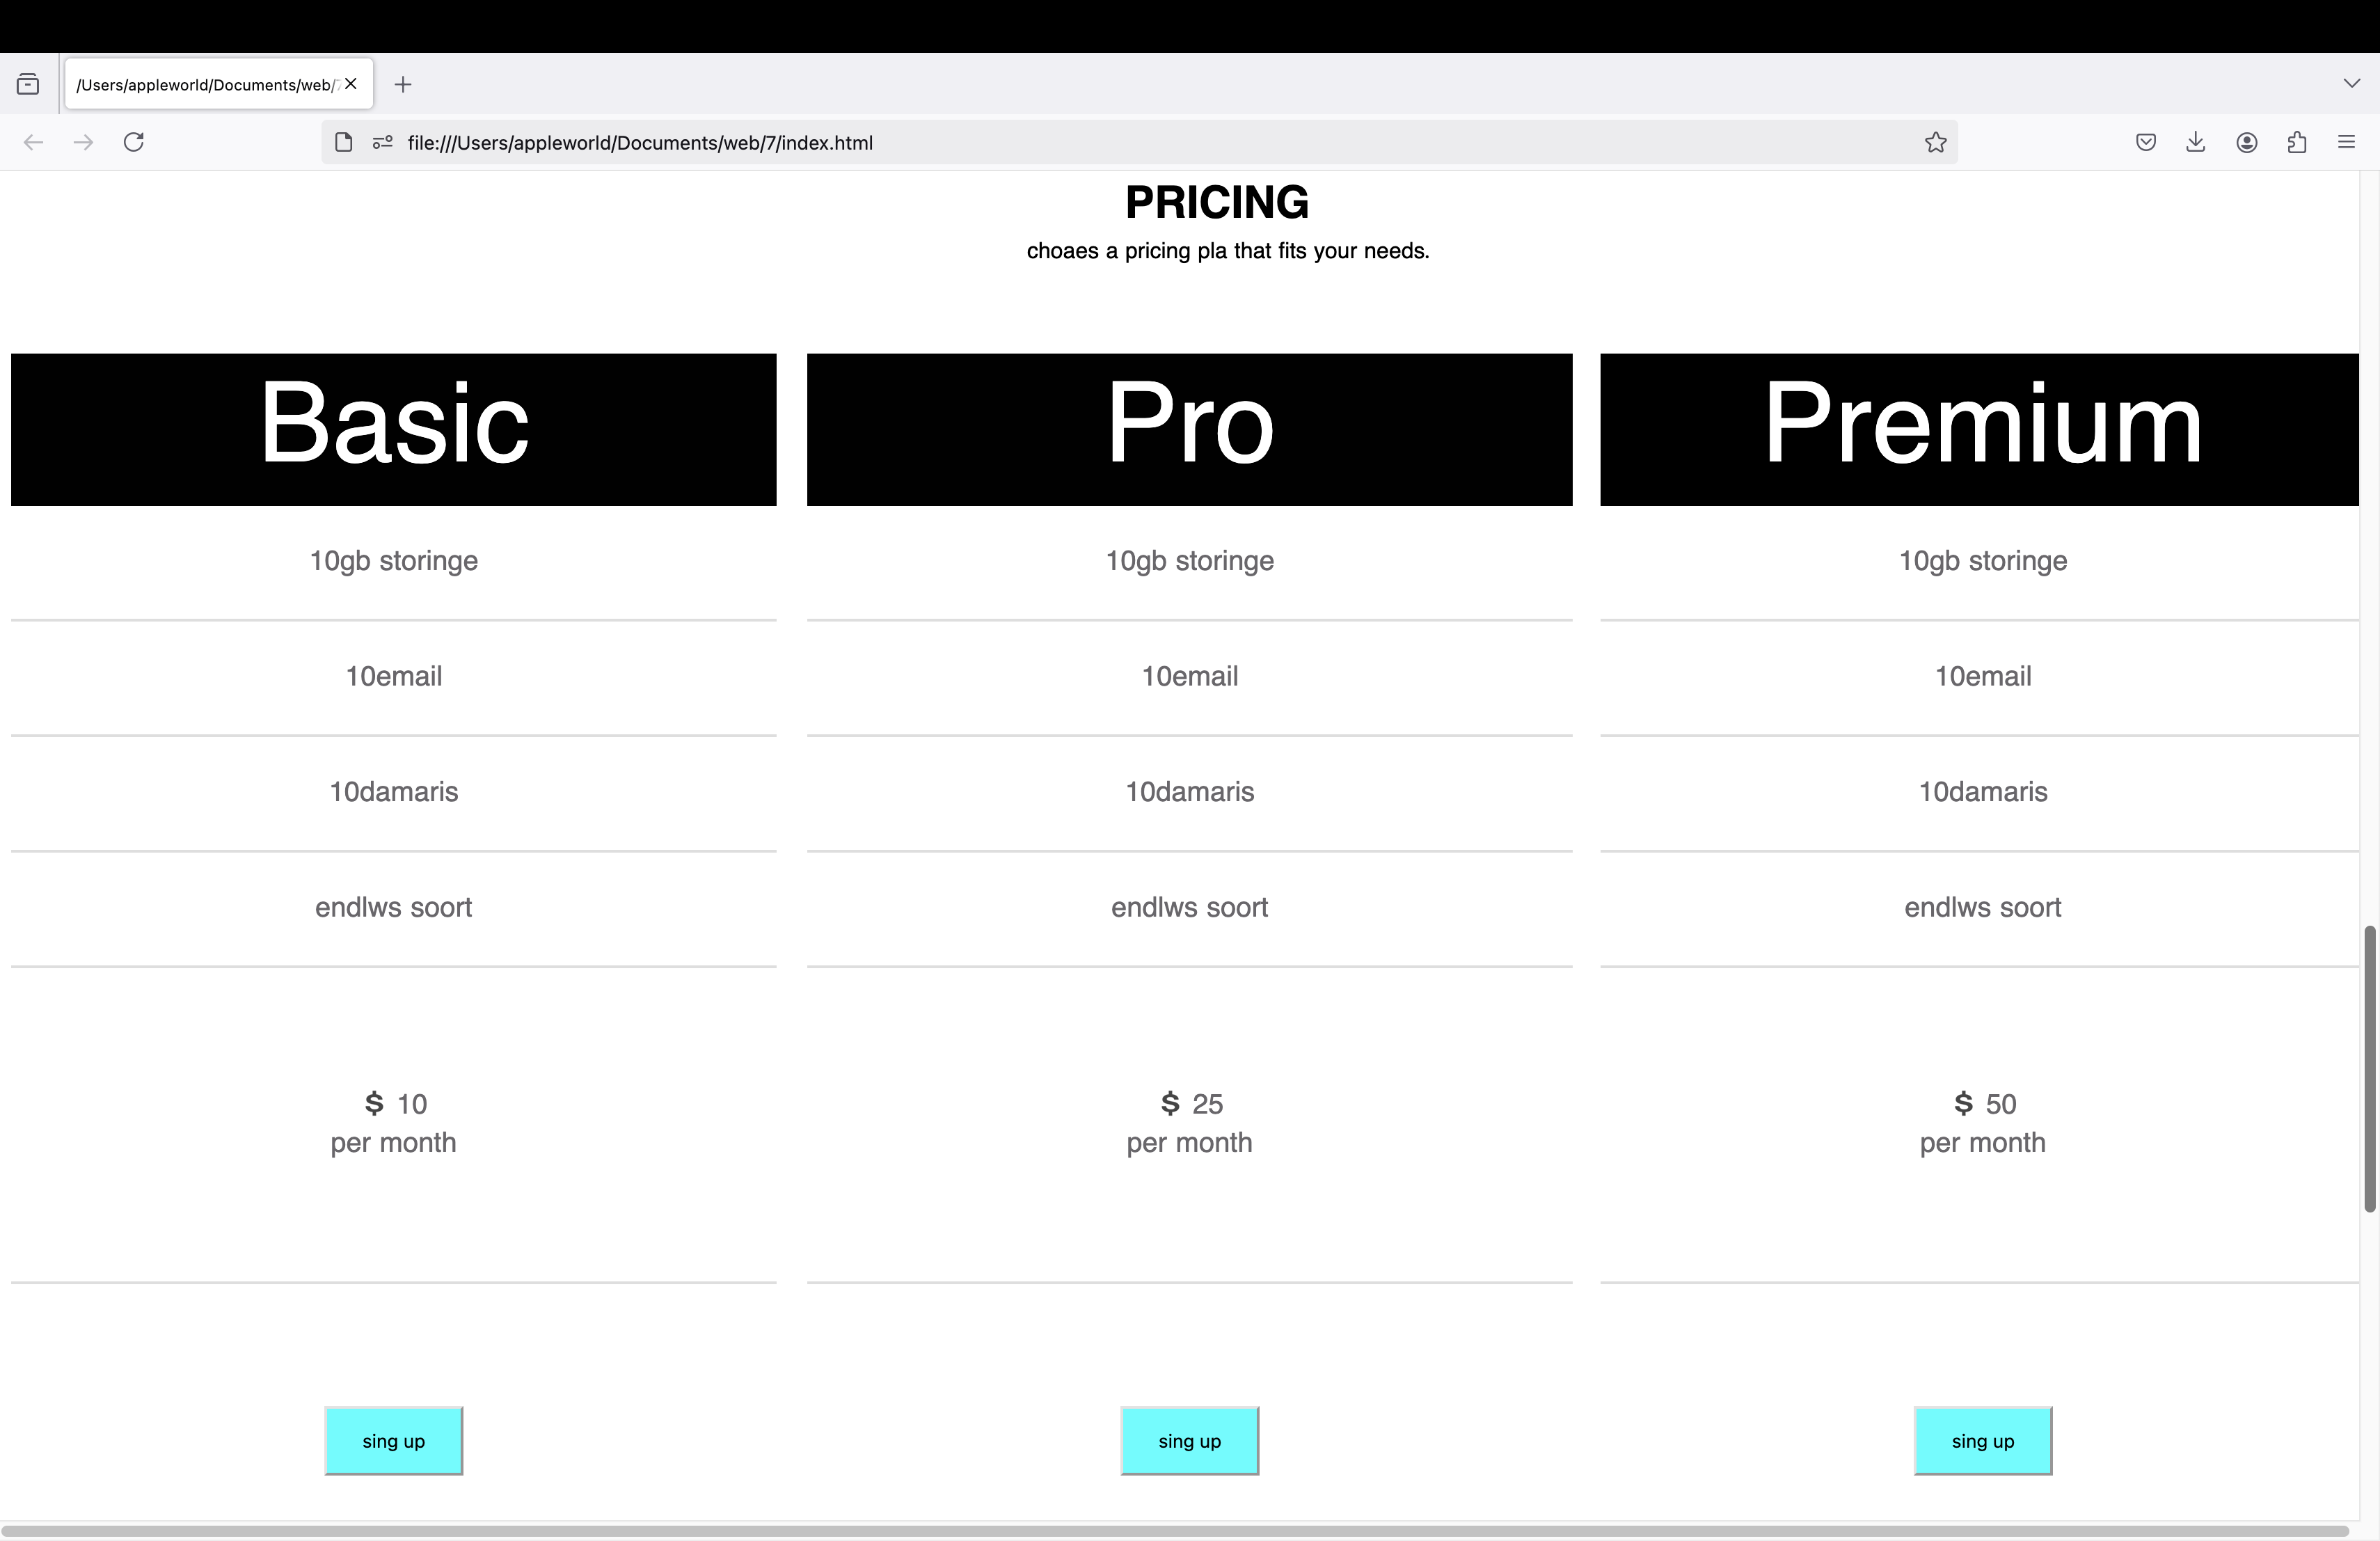 /Users/appleworld/Documents/web/
file:///Users/appleworld/Documents/web/7/index.html
PRICING
choaes a pricing pla that fits your needs.
Basic Pro Premium
10gb storinge 10gb storinge 10gb storinge
10email 10email 10email
10damaris 10damaris 10damaris
endlws soort endlws soort endlws soort
$ 10 $ 25 $ 50
per month per month per month
sing up sing up sing up